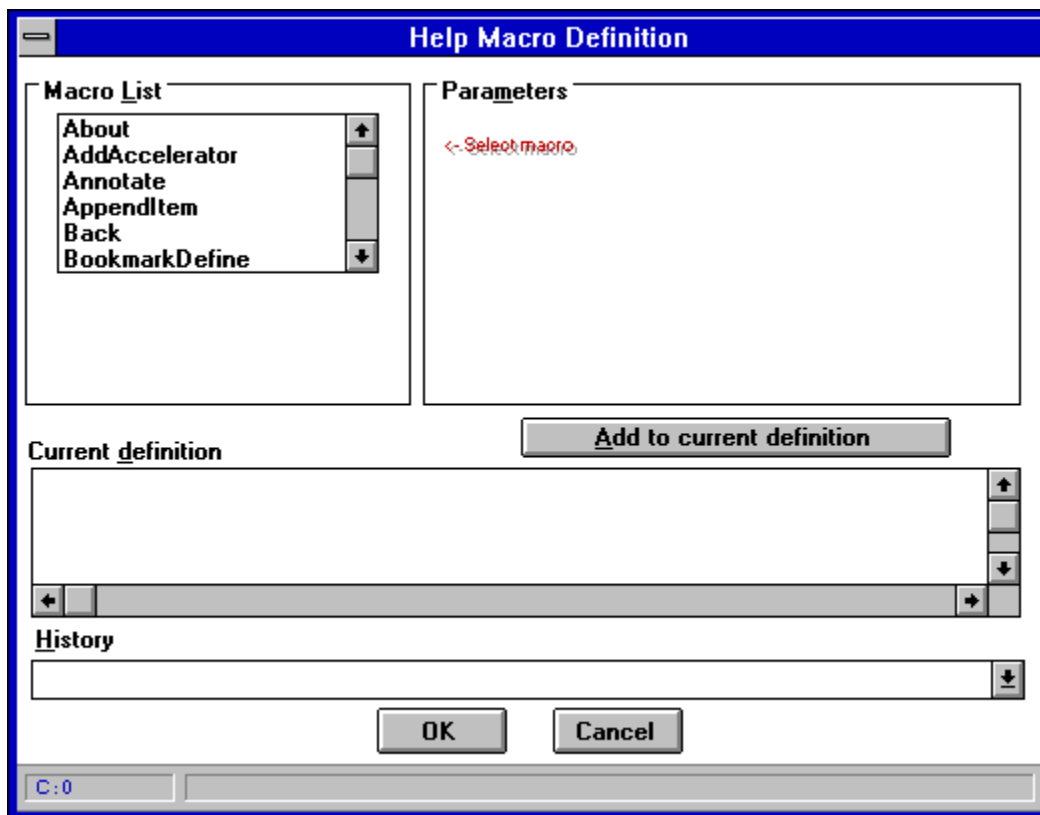 Help Macro Definition
Macro List
About
AddAccelerator
Annotate
AppendItem
Back
BookmarkDefine
Parameters
<- Select macro
Add to current definition
Current definition
History
OK
Cancel
C:0